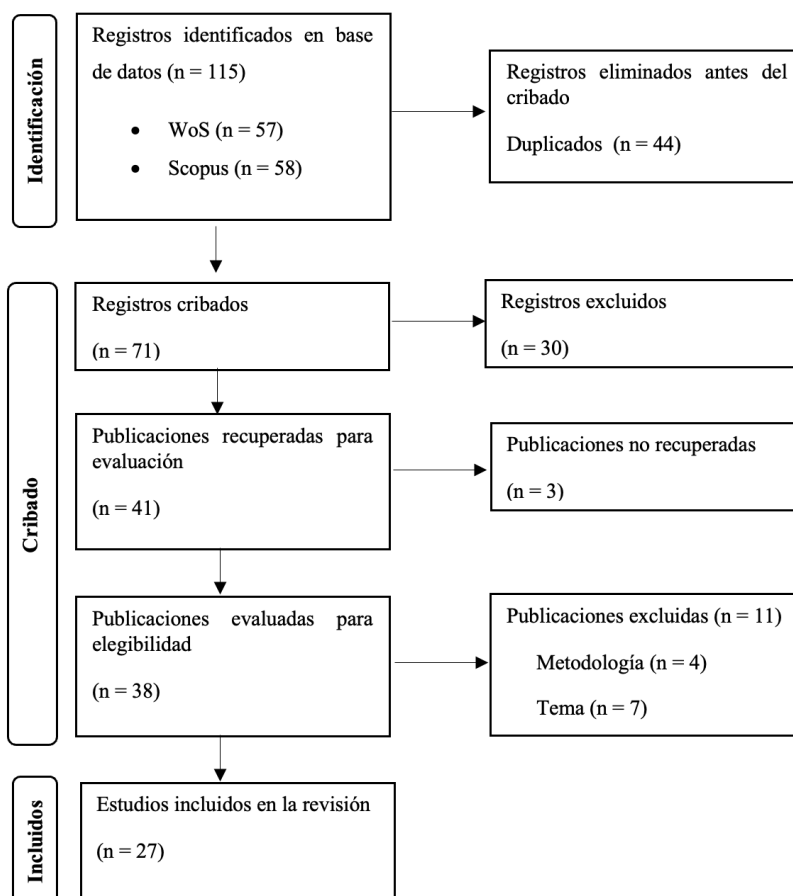 Identificación
Registros identificados en base
de datos (n = 115)
• WoS (n = 57)
• Scopus (n = 58)
Registros eliminados antes del
cribado
Duplicados (n = 44)
Cribado
Registros cribados
(n = 71)
Registros excluidos
(n = 30)
Publicaciones recuperadas para
evaluación
(n = 41)
Publicaciones no recuperadas
(n = 3)
Publicaciones evaluadas para
elegibilidad
(n = 38)
Publicaciones excluidas (n = 11)
Metodología (n = 4)
Tema (n = 7)
Incluidos
Estudios incluidos en la revisión
(n = 27)